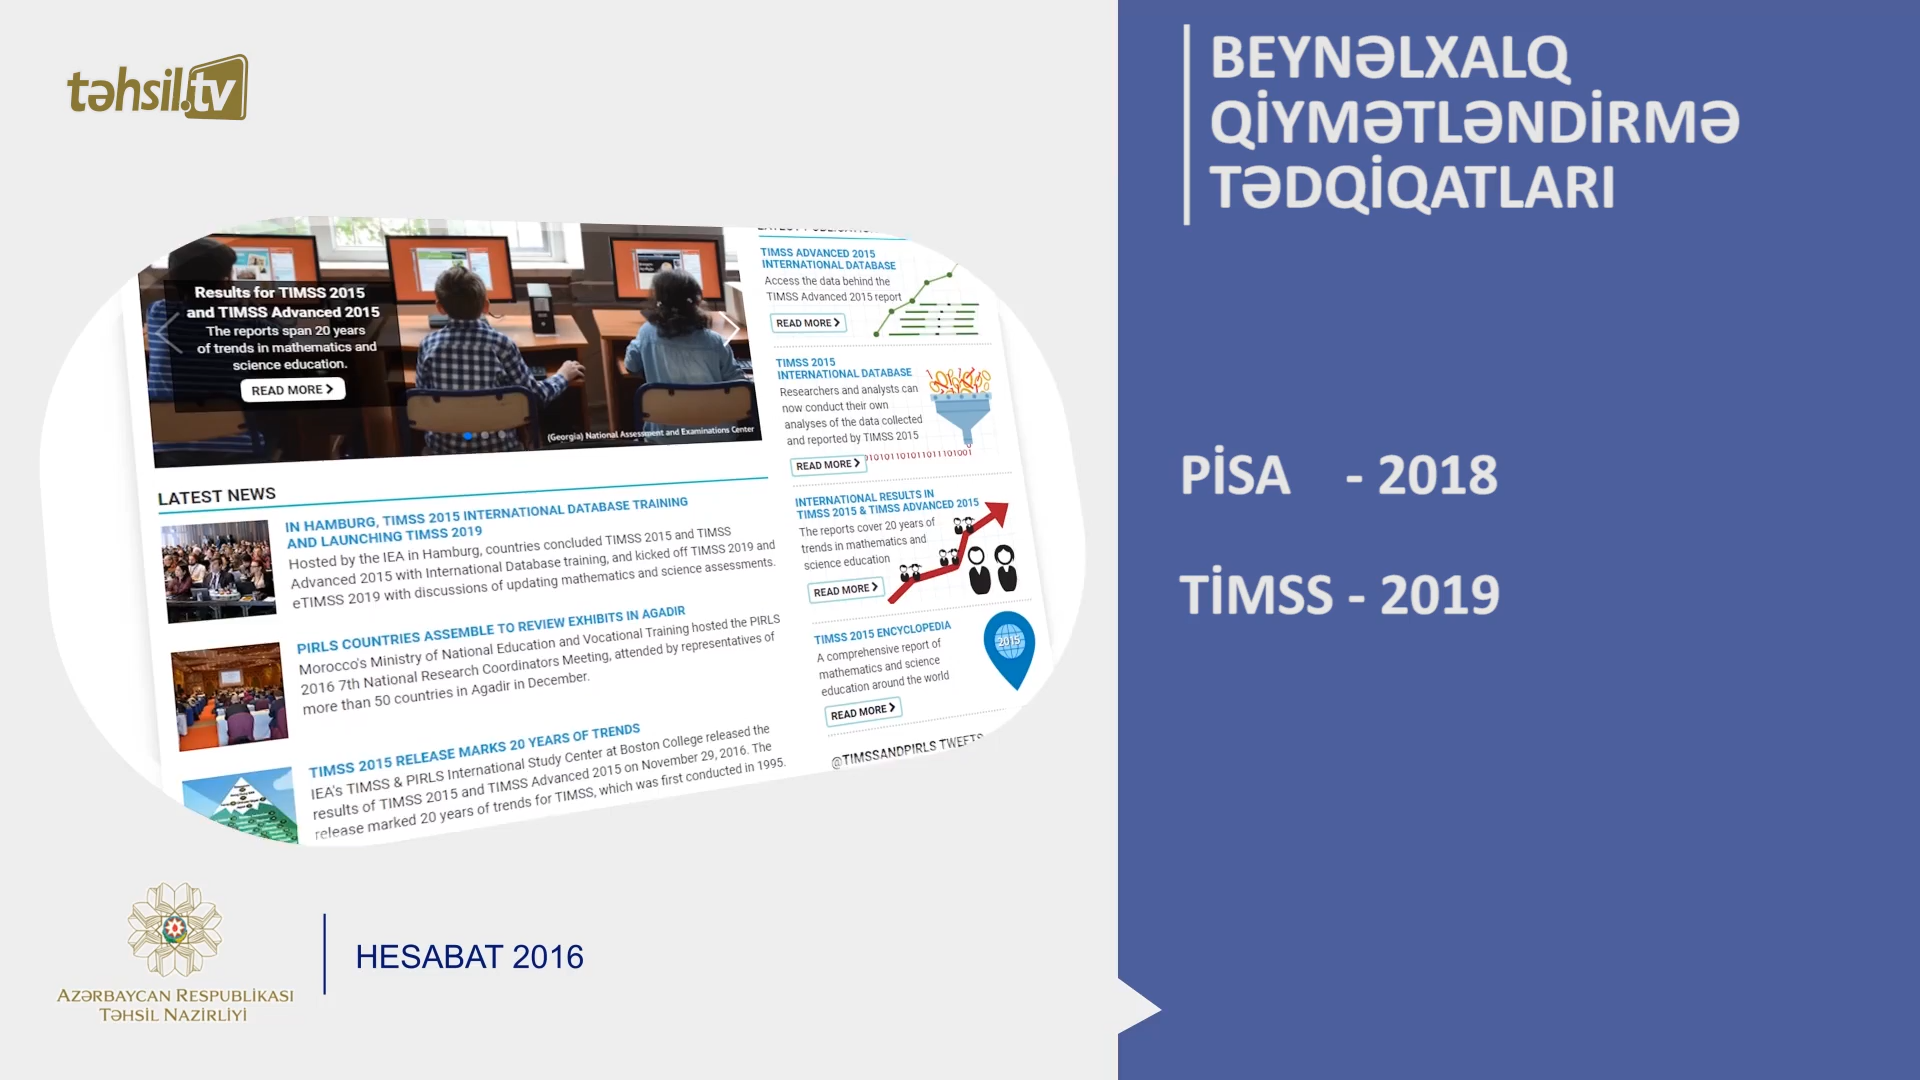 təhsil.tv
BEYNƏLXALQ
QİYMƏTLƏNDİRMƏ
TƏDQİQATLARI
PİSA - 2018
TİMSS - 2019
Results for TIMSS 2015
and TIMSS Advanced 2015
The reports span 20 years
of trends in mathematics and
science education.
READ MORE
(Georgia) National Assessment and Examinations Center
LATEST NEWS
IN HAMBURG, TIMSS 2015 INTERNATIONAL DATABASE TRAINING
AND LAUNCHING TIMSS 2019
Hosted by the IEA in Hamburg, countries concluded TIMSS 2015 and TIMSS
Advanced 2015 with International Database training, and kicked off TIMSS 2019 and
eTIMSS 2019 with discussions of updating mathematics and science assessments.
PIRLS COUNTRIES ASSEMBLE TO REVIEW EXHIBITS IN AGADIR
Morocco's Ministry of National Education and Vocational Training hosted the PIRLS
2016 7th National Research Coordinators Meeting, attended by representatives of
more than 50 countries in Agadir in December.
TIMSS 2015 RELEASE MARKS 20 YEARS OF TRENDS
IEA's TIMSS & PIRLS International Study Center at Boston College released the
results of TIMSS 2015 and TIMSS Advanced 2015 on November 29, 2016. The
release marked 20 years of trends for TIMSS, which was first conducted in 1995.
TIMSS ADVANCED 2015
INTERNATIONAL DATABASE
Access the data behind the
TIMSS Advanced 2015 report
READ MORE
TIMSS 2015
INTERNATIONAL DATABASE
Researchers and analysts can
now conduct their own
analyses of the data collected
and reported by TIMSS 2015
READ MORE
INTERNATIONAL RESULTS IN
TIMSS 2015 & TIMSS ADVANCED 2015
The reports cover 20 years of
trends in mathematics and
science education
READ MORE
TIMSS 2015 ENCYCLOPEDIA
A comprehensive report of
mathematics and science
education around the world
2015
READ MORE
@TIMSSANDPIRLS TWEETS
AZƏRBAYCAN RESPUBLİKASI
TƏHSİL NAZİRLİYİ
HESABAT 2016